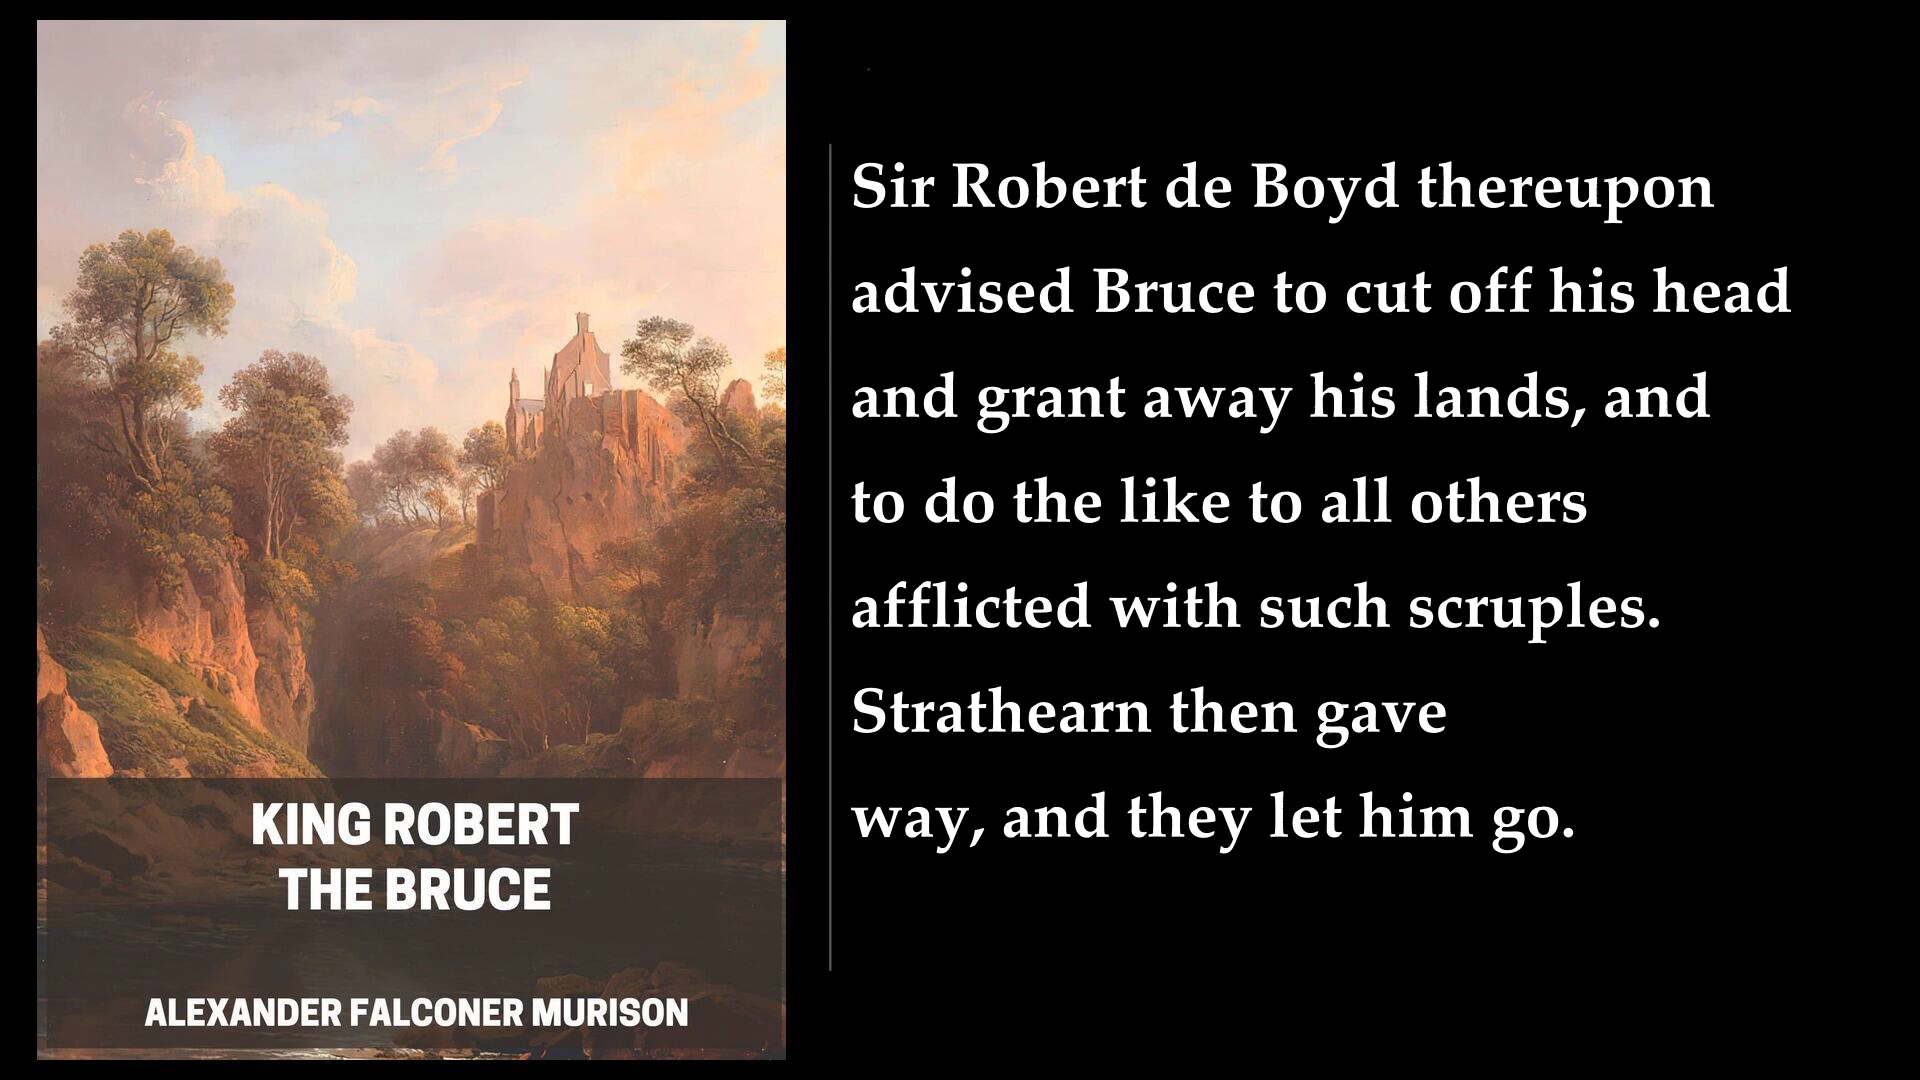 KING ROBERT
THE BRUCE
ALEXANDER FALCONER MURISON
Sir Robert de Boyd thereupon
advised Bruce to cut off his head
and grant away his lands, and
to do the like to all others
afflicted with such scruples.
Strathearn then gave
way, and they let him go.